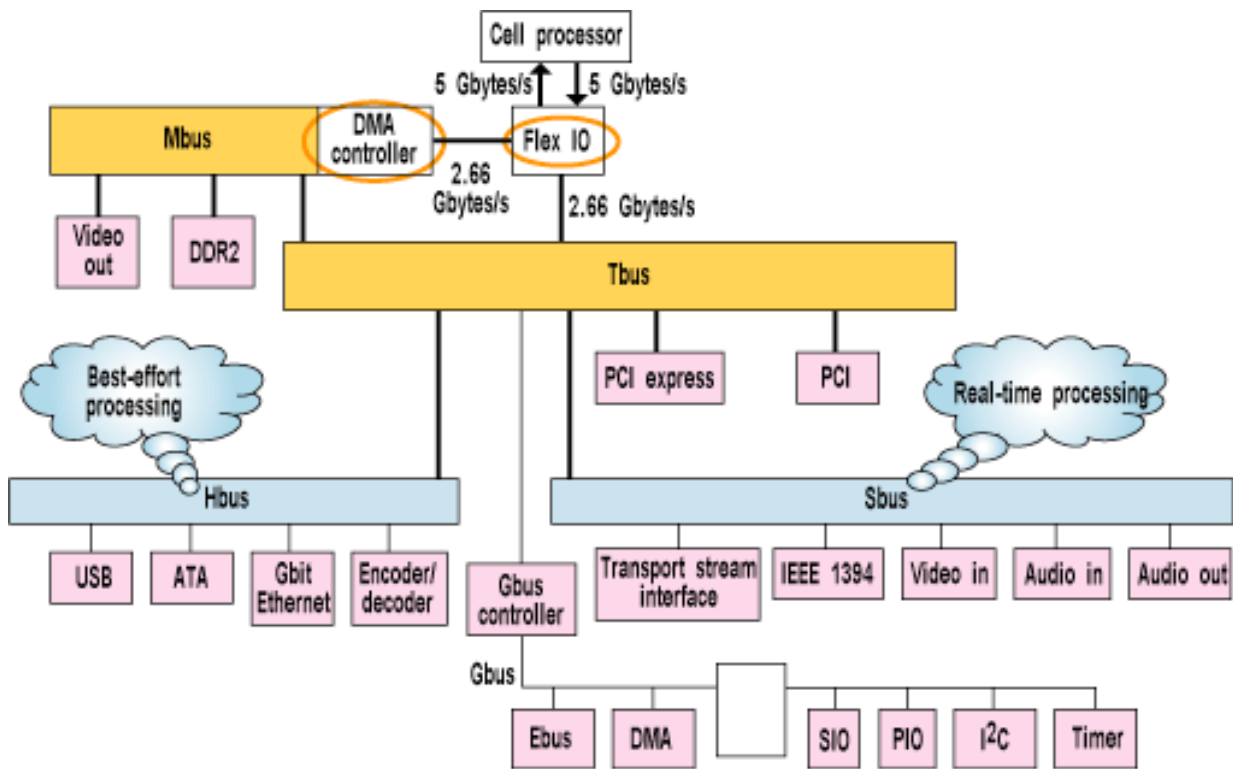 Cell processor
5 Gbytes/s
5 Gbytes/s
Mbus
DMA
controller
Flex IO
2.66
Gbytes/s
2.66 Gbytes/s
Video
out
DDR2
Tbus
Best-effort
processing
PCI express
PCI
Real-time processing
Hbus
Sbus
USB
ATA
Gbit
Ethernet
Encoder/
decoder
Gbus
controller
Transport stream
interface
IEEE 1394
Video in
Audio in
Audio out
Gbus
Ebus
DMA
SIO
PIO
I²C
Timer